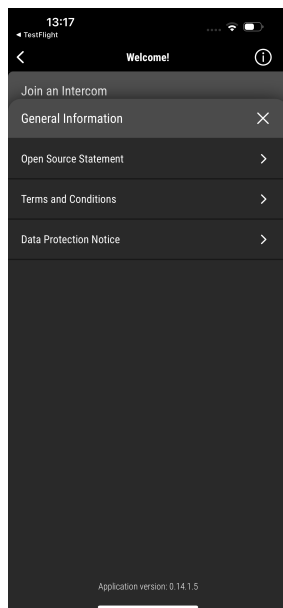 13:17
◀ TestFlight
Welcome!
Join an Intercom
General Information
Open Source Statement
Terms and Conditions
Data Protection Notice
Application version: 0.14.1.5